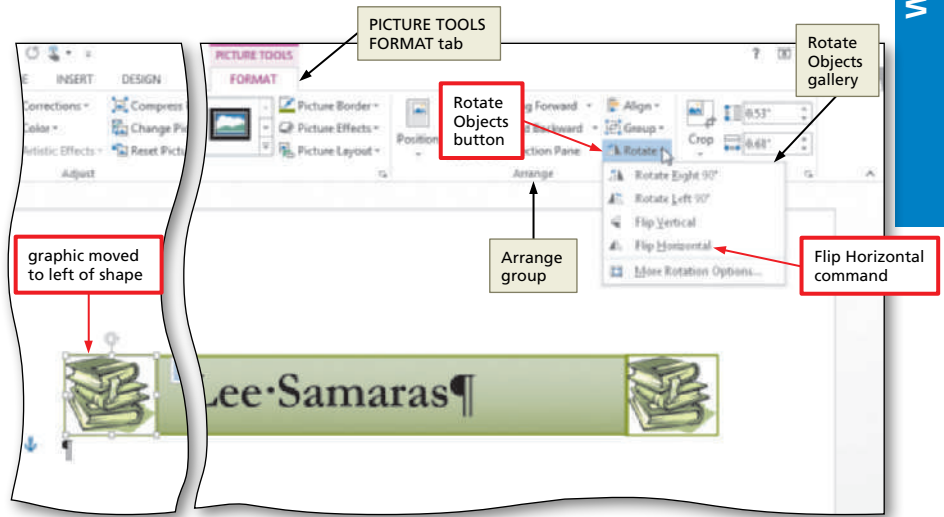 W
PICTURE TOOLS
FORMAT tab
Rotate
Objects
gallery
PICTURE TOOLS
?
E INSERT DESIGN FORMAT
Corrections
Color
Artistic Effects
Compress
Change Pic
Reset Pictu
Adjust
Picture Border
Picture Effects
Picture Layout
Position
Rotate
Objects
button
g Forward
d Backward
ction Pane
Align
Group
Rotate
Arrange
Crop
0.53"
0.68"
Rotate Right 90°
Rotate Left 90°
Flip Vertical
Flip Horizontal
More Rotation Options...
graphic moved
to left of shape
Arrange
group
Flip Horizontal
command
Lee·Samaras¶
¶